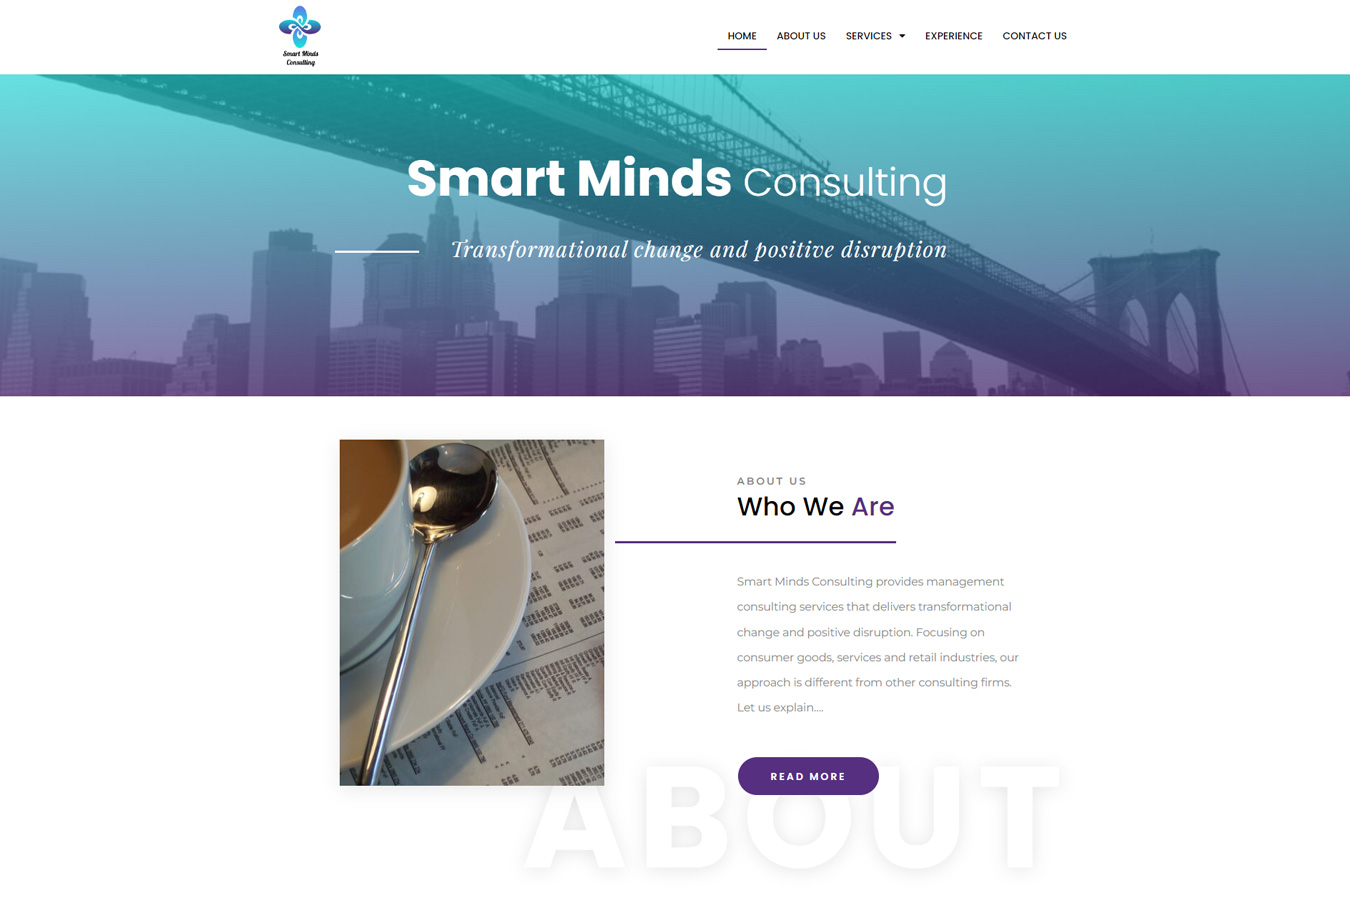 Smart Minds
Consulting
HOME
ABOUT US
SERVICES
EXPERIENCE
CONTACT US
Smart Minds Consulting
Transformational change and positive disruption
ABOUT US
Who We Are
Smart Minds Consulting provides management
consulting services that delivers transformational
change and positive disruption. Focusing on
consumer goods, services and retail industries, our
approach is different from other consulting firms.
Let us explain....
READ MORE
ABOUT